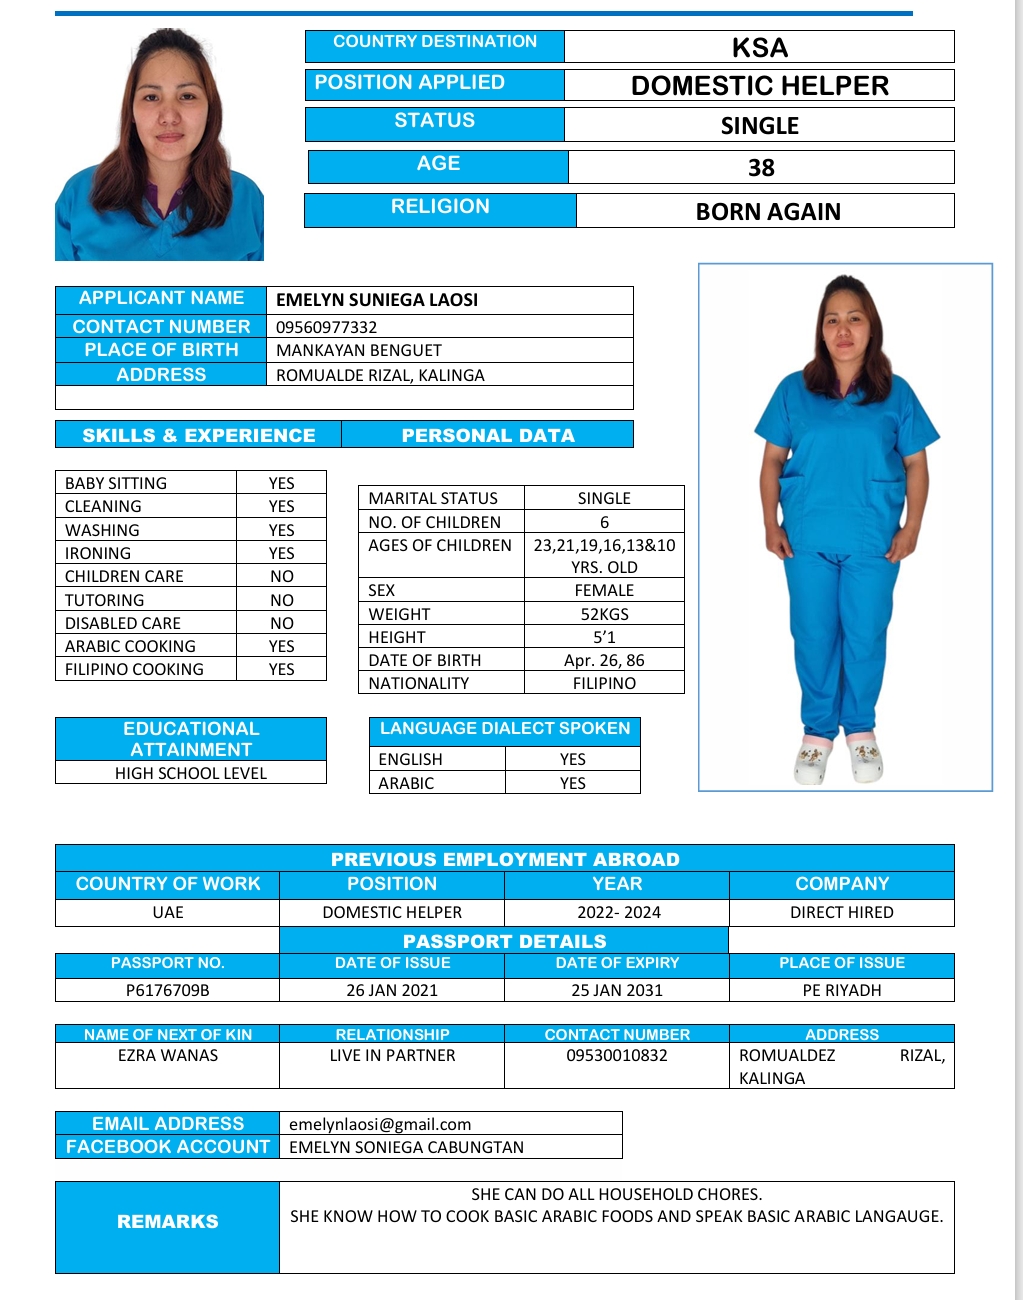 COUNTRY DESTINATION KSA
POSITION APPLIED DOMESTIC HELPER
STATUS SINGLE
AGE 38
RELIGION BORN AGAIN
APPLICANT NAME EMELYN SUNIEGA LAOSI
CONTACT NUMBER 09560977332
PLACE OF BIRTH MANKAYAN BENGUET
ADDRESS ROMUALDE RIZAL, KALINGA
SKILLS & EXPERIENCE PERSONAL DATA
BABY SITTING YES
CLEANING YES
WASHING YES
IRONING YES
CHILDREN CARE NO
TUTORING NO
DISABLED CARE NO
ARABIC COOKING YES
FILIPINO COOKING YES
MARITAL STATUS SINGLE
NO. OF CHILDREN 6
AGES OF CHILDREN 23,21,19,16,13&10
YRS. OLD
SEX FEMALE
WEIGHT 52KGS
HEIGHT 5’1
DATE OF BIRTH Apr. 26, 86
NATIONALITY FILIPINO
EDUCATIONAL
ATTAINMENT
HIGH SCHOOL LEVEL
LANGUAGE DIALECT SPOKEN
ENGLISH YES
ARABIC YES
PREVIOUS EMPLOYMENT ABROAD
COUNTRY OF WORK POSITION YEAR COMPANY
UAE DOMESTIC HELPER 2022- 2024 DIRECT HIRED
PASSPORT DETAILS
PASSPORT NO. DATE OF ISSUE DATE OF EXPIRY PLACE OF ISSUE
P6176709B 26 JAN 2021 25 JAN 2031 PE RIYADH
NAME OF NEXT OF KIN RELATIONSHIP CONTACT NUMBER ADDRESS
EZRA WANAS LIVE IN PARTNER 09530010832 ROMUALDEZ RIZAL,
KALINGA
EMAIL ADDRESS emelynlaosi@gmail.com
FACEBOOK ACCOUNT EMELYN SONIEGA CABUNGTAN
REMARKS
SHE CAN DO ALL HOUSEHOLD CHORES.
SHE KNOW HOW TO COOK BASIC ARABIC FOODS AND SPEAK BASIC ARABIC LANGAUGE.